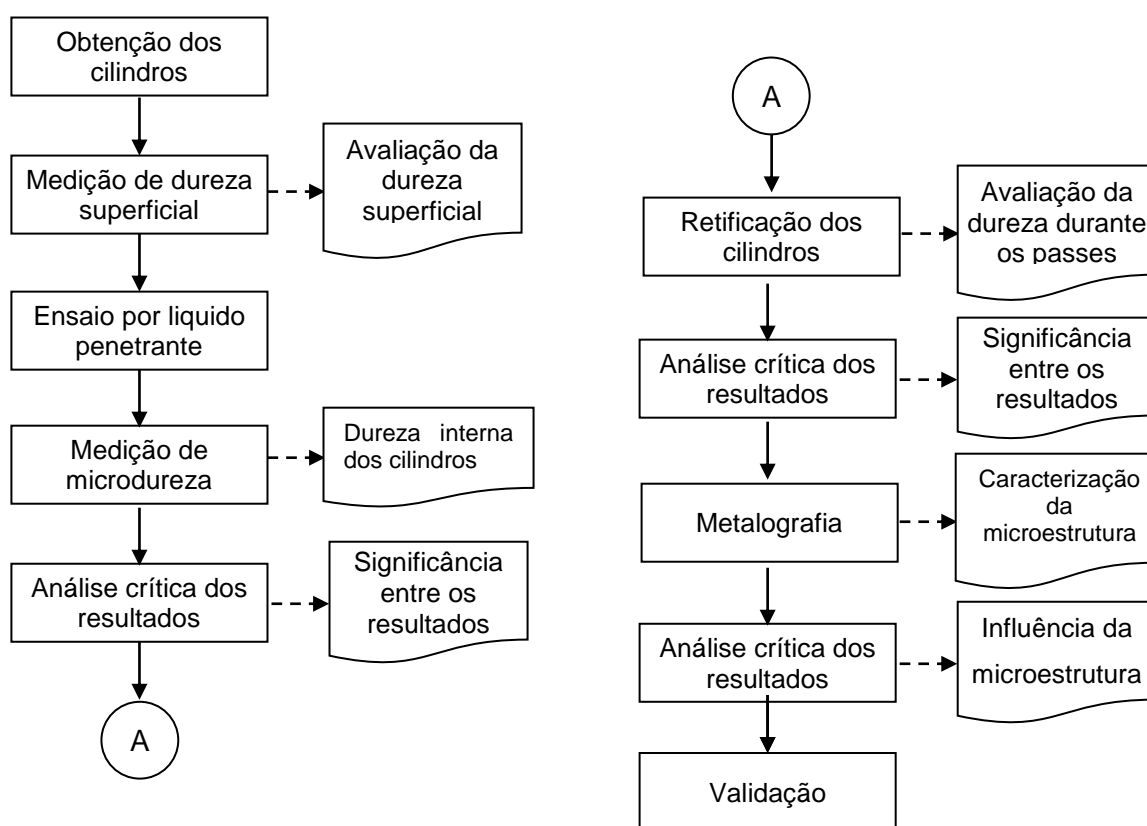 Obtenção dos
cilindros
Medição de dureza
superficial
Avaliação da
dureza
superficial
Ensaio por liquido
penetrante
Medição de
microdureza
Dureza interna
dos cilindros
Análise crítica dos
resultados
Significância
entre os
resultados
A
A
Retificação dos
cilindros
Avaliação da
dureza durante
os passes
Análise crítica dos
resultados
Significância
entre os
resultados
Metalografia
Caracterização
da
microestrutura
Análise crítica dos
resultados
Influência da
microestrutura
Validação